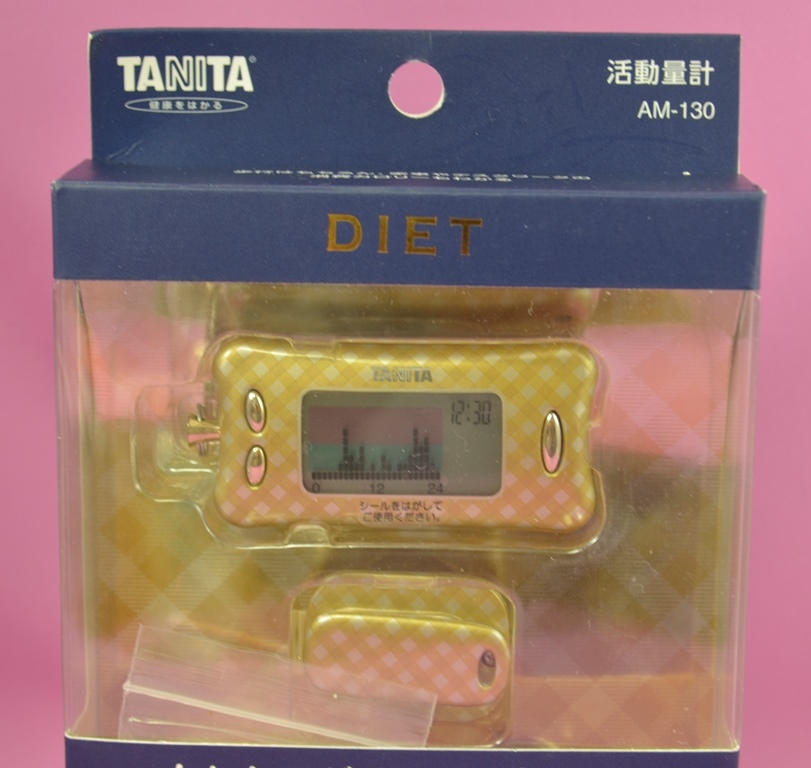 TANITA
健康をはかる
活動量計
AM-130
DIET
TANITA
12:30
0 12 24
シールをはがして
ご使用ください。